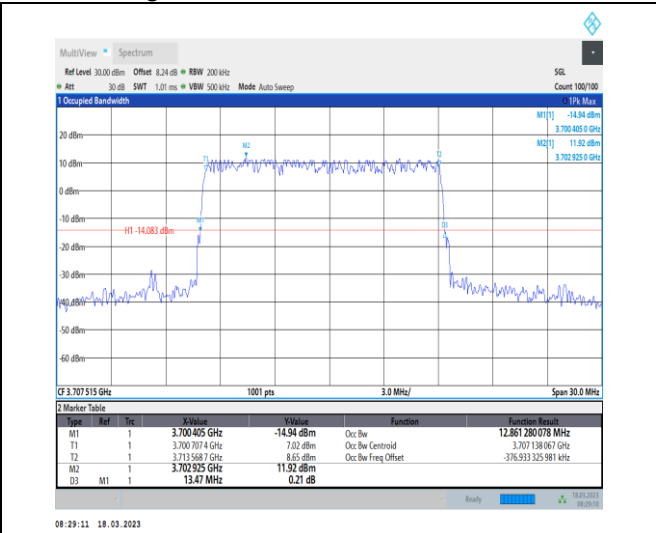 MultiView Spectrum
Ref Level 30.00 dBm Offset 8.24 dB RBW 200 kHz SGL
Att 30 dB SWT 1.01 ms VBW 500 kHz Mode Auto Sweep Count 100/100
1 Occupied Bandwidth 1Pk Max
M1[1] -14.94 dBm
3.700 405 0 GHz
M2[1] 11.92 dBm
3.702 925 0 GHz
20 dBm
M2
T1
T2
10 dBm
0 dBm
-10 dBm
M1
D3
H1 -14.083 dBm
-20 dBm
-30 dBm
-40 dBm
-50 dBm
-60 dBm
CF 3.707 515 GHz 1001 pts 3.0 MHz/ Span 30.0 MHz
2 Marker Table
Type Ref Trc X-Value Y-Value Function Function Result
M1 1 3.700 405 GHz -14.94 dBm Occ Bw 12.861 280 078 MHz
T1 1 3.700 707 4 GHz 7.02 dBm Occ Bw Centroid 3.707 138 067 GHz
T2 1 3.713 568 7 GHz 8.65 dBm Occ Bw Freq Offset -376.933 325 981 kHz
M2 1 3.702 925 GHz 11.92 dBm
D3 M1 1 13.47 MHz 0.21 dB
Ready 18.03.2023
08:29:10
08:29:11 18.03.2023